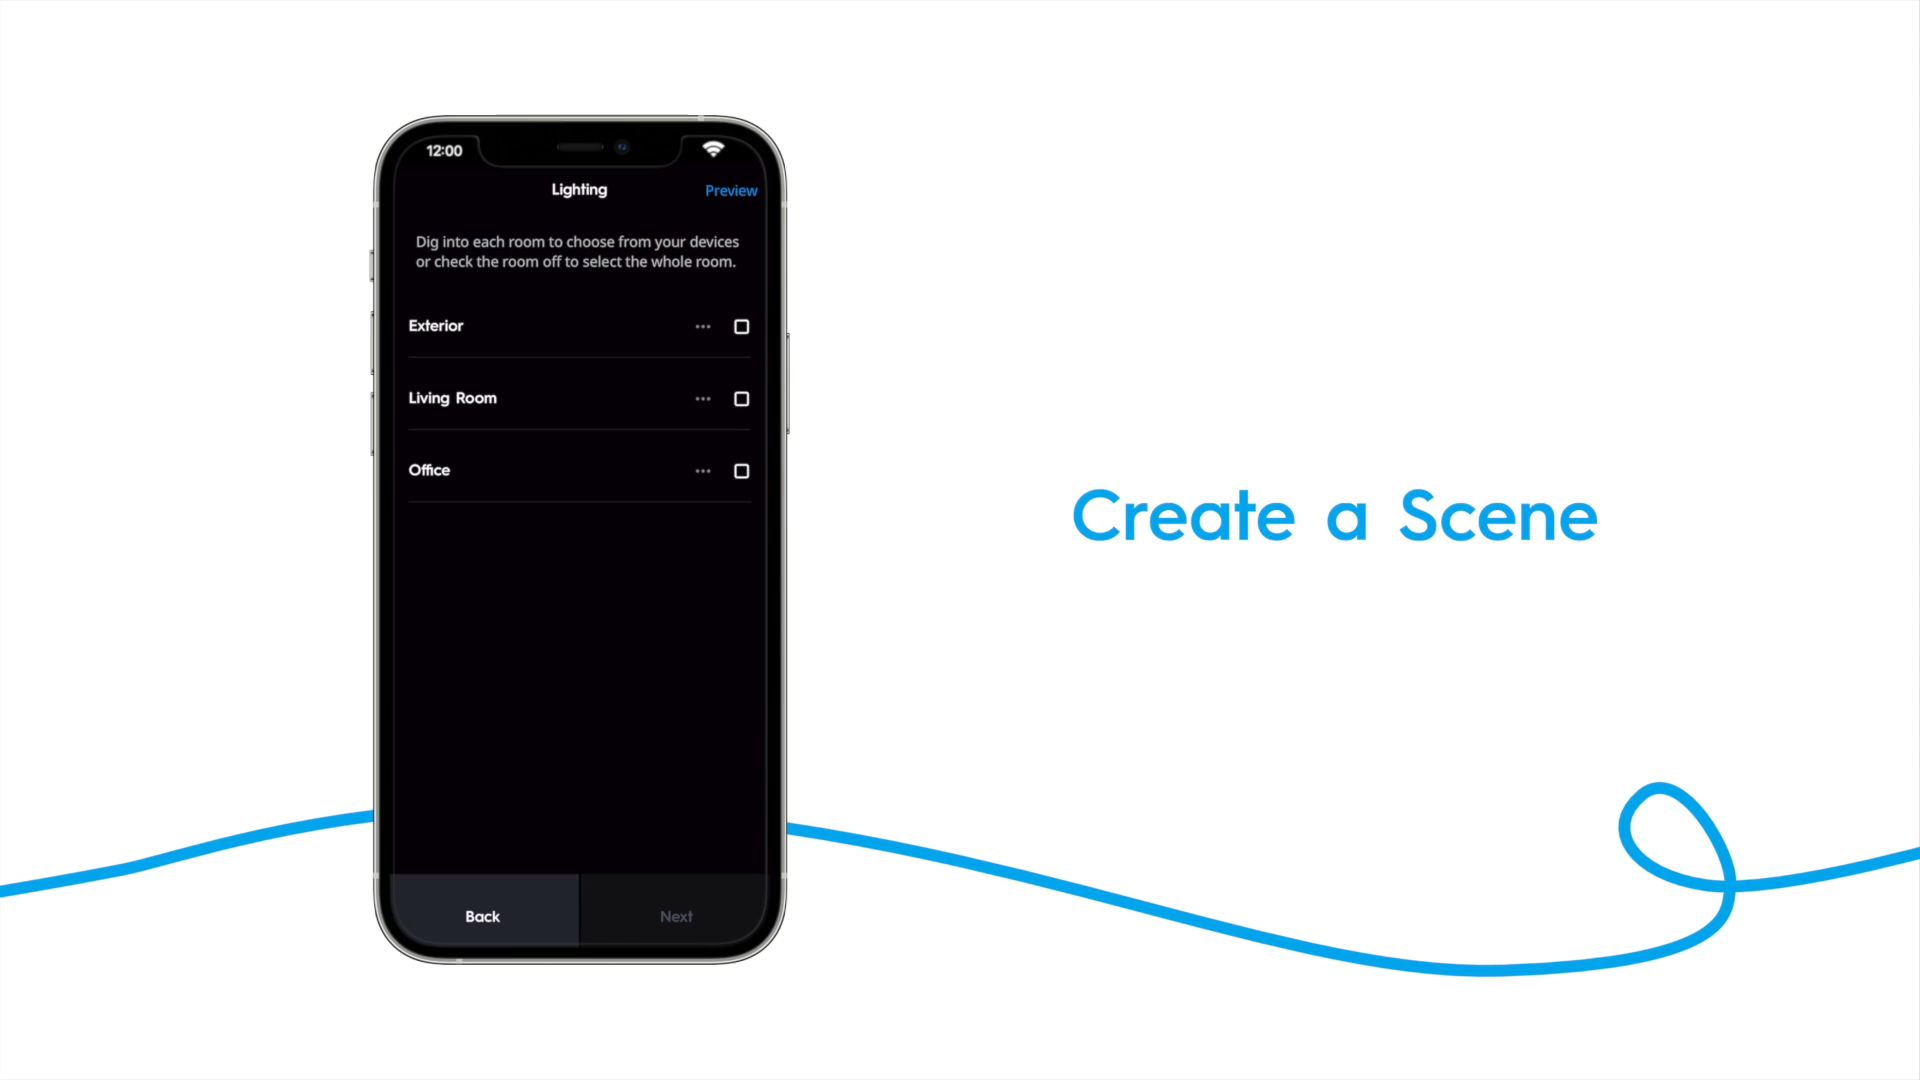 12:00
Lighting
Preview
Dig into each room to choose from your devices
or check the room off to select the whole room.
Exterior
Living Room
Office
Back
Next
Create a Scene